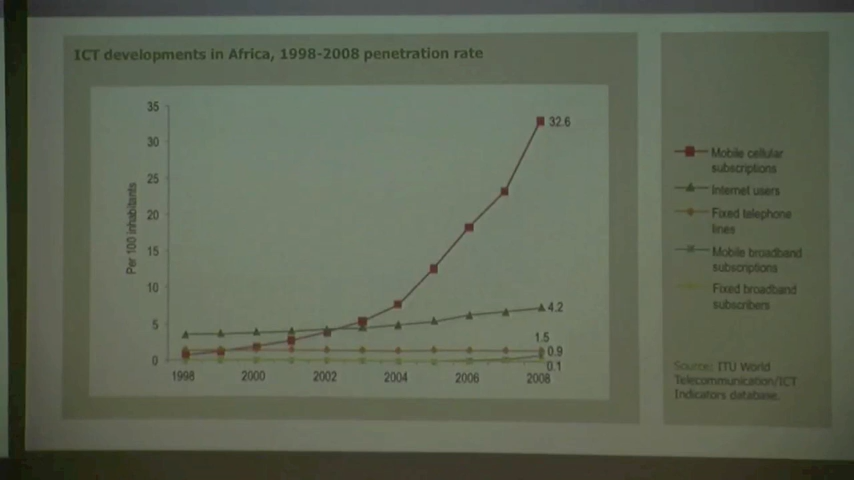 ICT developments in Africa, 1998-2008 penetration rate
Per 100 inhabitants
35
30
25
20
15
10
5
0
1998
2000
2002
2004
2006
2008
32.6
4.2
1.5
0.9
0.1
Mobile cellular
subscriptions
Internet users
Fixed telephone
lines
Mobile broadband
subscriptions
Fixed broadband
subscribers
Source: ITU World
Telecommunication/ICT
Indicators database.